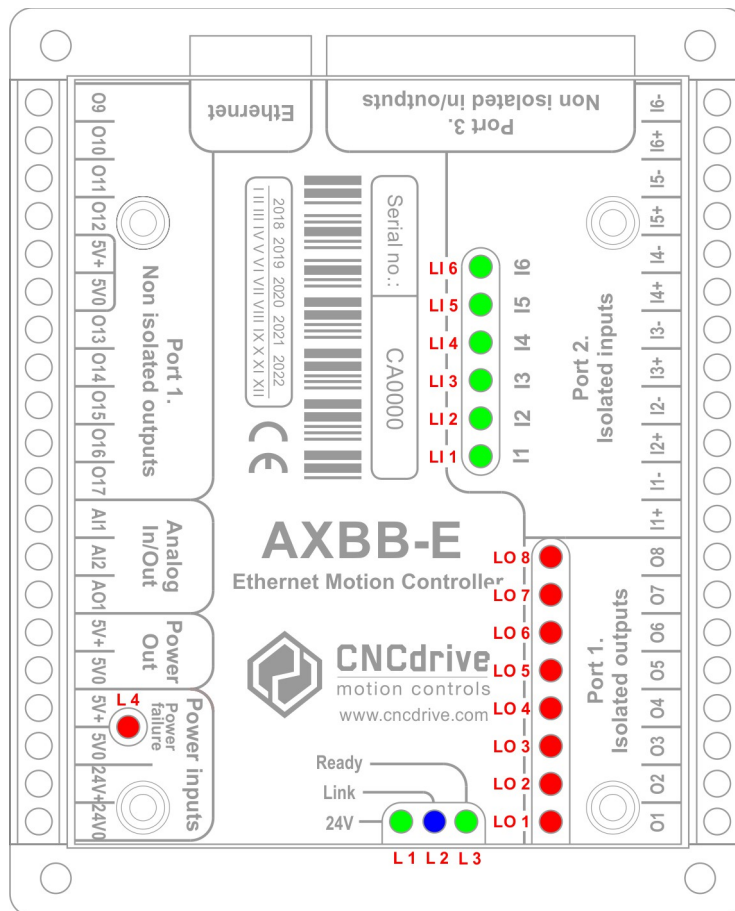 Ethernet
Port 3.
Non isolated in/outputs
O9
O10
O11
O12
5V+
5V0
O13
O14
O15
O16
O17
AI1
AI2
AO1
5V+
5V0
5V+
5V0
24V+
24V0
Port 1.
Non isolated outputs
Analog
In/Out
Power
Out
Power inputs
Power
failure
L 4
2018 2019 2020 2021 2022
I II III IV V VI VII VIII IX X XI XII
CE
Serial no.:
CA0000
LI 6
LI 5
LI 4
LI 3
LI 2
LI 1
I6
I5
I4
I3
I2
I1
Port 2.
Isolated inputs
I6-
I6+
I5-
I5+
I4-
I4+
I3-
I3+
I2-
I2+
I1-
I1+
O8
O7
O6
O5
O4
O3
O2
O1
AXBB-E
Ethernet Motion Controller
CNCdrive
motion controls
www.cncdrive.com
LO 8
LO 7
LO 6
LO 5
LO 4
LO 3
LO 2
LO 1
Port 1.
Isolated outputs
Ready
Link
24V
L 1
L 2
L 3